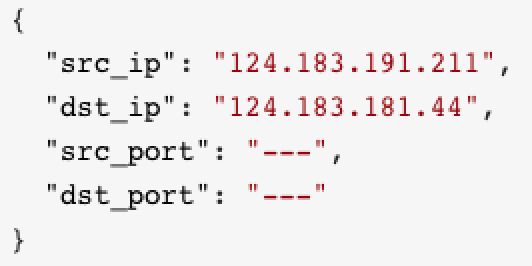 {
"src_ip": "124.183.191.211",
"dst_ip": "124.183.181.44",
"src_port": "---",
"dst_port": "---"
}